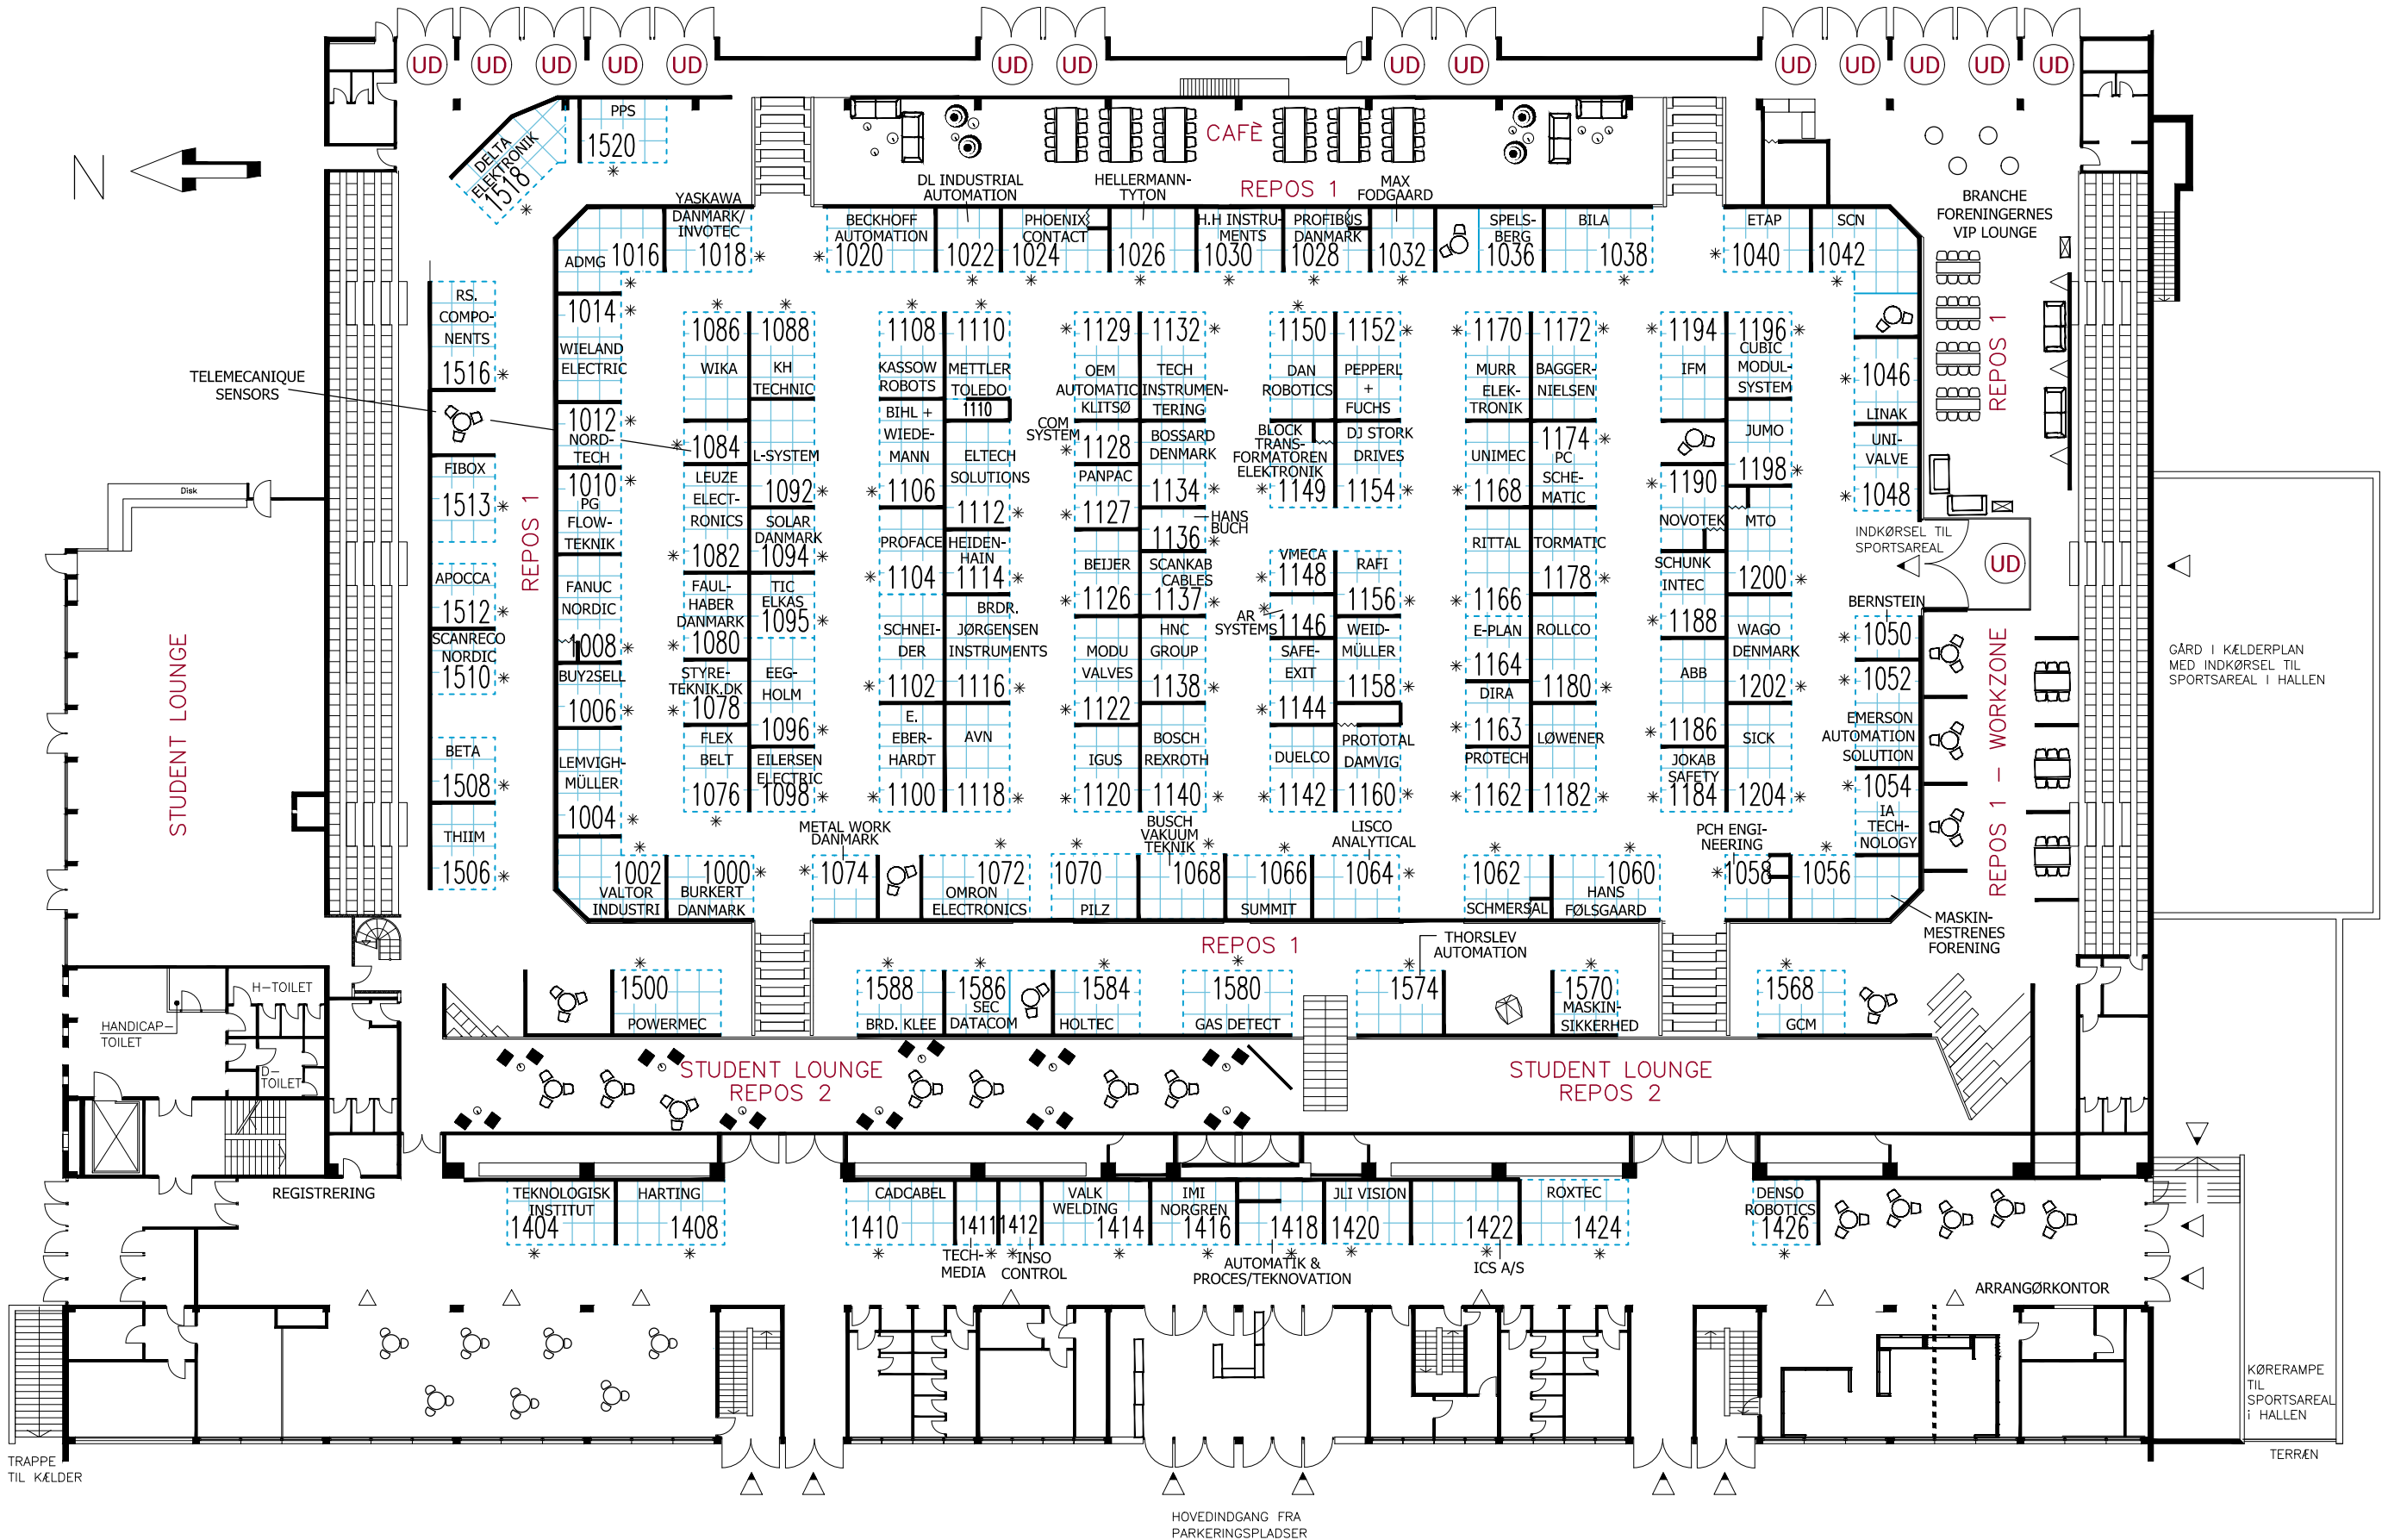 UD UD UD UD UD UD UD UD UD UD UD UD UD UD
N
PPS
1520
DELTA
ELEKTRONIK
1518
CAFÈ
REPOS 1
BRANCHE
FORENINGERNES
VIP LOUNGE
YASKAWA
DANMARK/
INVOTEC
1018
ADMG 1016
BECKHOFF
AUTOMATION
1020
DL INDUSTRIAL
AUTOMATION
1022
PHOENIX
CONTACT
1024
HELLERMANN-
TYTON
1026
H.H INSTRU-
MENTS
1030
PROFIBUS
DANMARK
1028
MAX
FODGAARD
1032
SPELS-
BERG
1036
BILA
1038
ETAP
1040
SCN
1042
RS.
COMPO-
NENTS
1516
TELEMECANIQUE
SENSORS
FIBOX
1513
Disk
APOCCA
1512
SCANRECO
NORDIC
1510
BETA
1508
THIIM
1506
REPOS 1
STUDENT LOUNGE
1014
WIELAND
ELECTRIC
1012
NORD-
TECH
1010
PG
FLOW-
TEKNIK
FANUC
NORDIC
1008
BUY2SELL
1006
LEMVIGH-
MÜLLER
1004
1086
WIKA
1084
LEUZE
ELECT-
RONICS
1082
FAUL-
HABER
DANMARK
1080
STYRE-
TEKNIK.DK
1078
FLEX
BELT
1076
1088
KH
TECHNIC
L-SYSTEM
1092
SOLAR
DANMARK
1094
TIC
ELKAS
1095
EEG-
HOLM
1096
EILERSEN
ELECTRIC
1098
1108
KASSOW
ROBOTS
BIHL +
WIEDE-
MANN
1106
PROFACE
1104
SCHNEI-
DER
1102
E.
EBER-
HARDT
1100
1110
METTLER
TOLEDO
1110
ELTECH
SOLUTIONS
1112
HEIDEN-
HAIN
1114
BRDR.
JØRGENSEN
INSTRUMENTS
1116
AVN
1118
1129
OEM
AUTOMATIC
KLITSØ
COM
SYSTEM
1128
PANPAC
1127
BEIJER
1126
MODU
VALVES
1122
IGUS
1120
1132
TECH
INSTRUMEN-
TERING
BOSSARD
DENMARK
1134
HANS
BUCH
1136
SCANKAB
CABLES
1137
HNC
GROUP
1138
BOSCH
REXROTH
1140
1150
DAN
ROBOTICS
BLOCK
TRANS-
FORMATOREN
ELEKTRONIK
1149
VMECA
1148
AR
SYSTEMS
1146
SAFE-
EXIT
1144
DUELCO
1142
1152
PEPPERL
+
FUCHS
DJ STORK
DRIVES
1154
RAFI
1156
WEID-
MÜLLER
1158
PROTOTAL
DAMVIG
1160
1170
MURR
ELEK-
TRONIK
UNIMEC
1168
RITTAL
1166
E-PLAN
1164
DIRA
1163
PROTECH
1162
1172
BAGGER-
NIELSEN
1174
PC
SCHE-
MATIC
TORMATIC
1178
ROLLCO
1180
LØWENER
1182
1194
IFM
1190
NOVOTEK
SCHUNK
INTEC
1188
ABB
1186
JOKAB
SAFETY
1184
1196
CUBIC
MODUL-
SYSTEM
JUMO
1198
MTO
1200
WAGO
DENMARK
1202
SICK
1204
1046
LINAK
UNI-
VALVE
1048
REPOS 1
INDKØRSEL TIL
SPORTSAREAL
UD
BERNSTEIN
1050
1052
EMERSON
AUTOMATION
SOLUTION
1054
IA
TECH-
NOLOGY
REPOS 1 – WORKZONE
GÅRD I KÆLDERPLAN
MED INDKØRSEL TIL
SPORTSAREAL I HALLEN
1002
VALTOR
INDUSTRI
1000
BURKERT
DANMARK
METAL WORK
DANMARK
1074
1072
OMRON
ELECTRONICS
1070
PILZ
BUSCH
VAKUUM
TEKNIK
1068
1066
SUMMIT
LISCO
ANALYTICAL
1064
1062
SCHMERSAL
1060
HANS
FØLSGAARD
PCH ENGI-
NEERING
1058
1056
MASKIN-
MESTRENES
FORENING
REPOS 1
1500
POWERMEC
1588
BRD. KLEE
1586
SEC
DATACOM
1584
HOLTEC
1580
GAS DETECT
THORSLEV
AUTOMATION
1574
1570
MASKIN-
SIKKERHED
1568
GCM
H–TOILET
HANDICAP–
TOILET
D–
TOILET
STUDENT LOUNGE
REPOS 2
STUDENT LOUNGE
REPOS 2
REGISTRERING
TEKNOLOGISK
INSTITUT
1404
HARTING
1408
CADCABEL
1410
1411
TECH-
MEDIA
1412
INSO
CONTROL
VALK
WELDING
1414
IMI
NORGREN
1416
1418
AUTOMATIK &
PROCES/TEKNOVATION
JLI VISION
1420
1422
ICS A/S
ROXTEC
1424
DENSO
ROBOTICS
1426
ARRANGØRKONTOR
KØRERAMPE
TIL
SPORTSAREAL
i HALLEN
TERRÆN
TRAPPE
TIL KÆLDER
HOVEDINDGANG FRA
PARKERINGSPLADSER